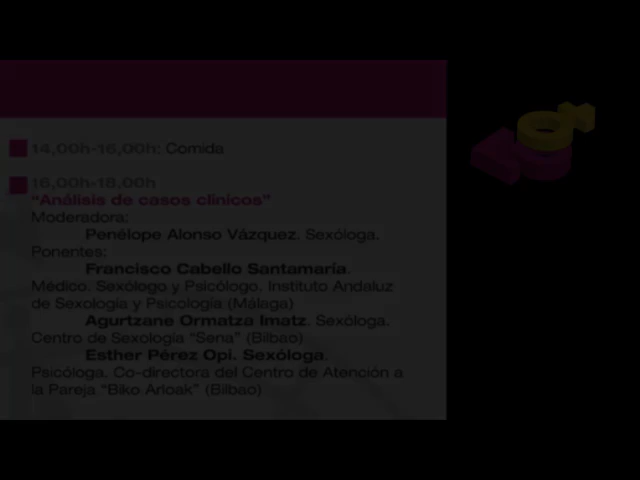 14,00h-16,00h: Comida
16,00h-18,00h
“Análisis de casos clínicos”
Moderadora:
Penélope Alonso Vázquez. Sexóloga.
Ponentes:
Francisco Cabello Santamaría.
Médico. Sexólogo y Psicólogo. Instituto Andaluz
de Sexología y Psicología (Málaga)
Agurtzane Ormatza Imatz. Sexóloga.
Centro de Sexología “Sena” (Bilbao)
Esther Pérez Opi. Sexóloga.
Psicóloga. Co-directora del Centro de Atención a
la Pareja “Biko Arloak” (Bilbao)